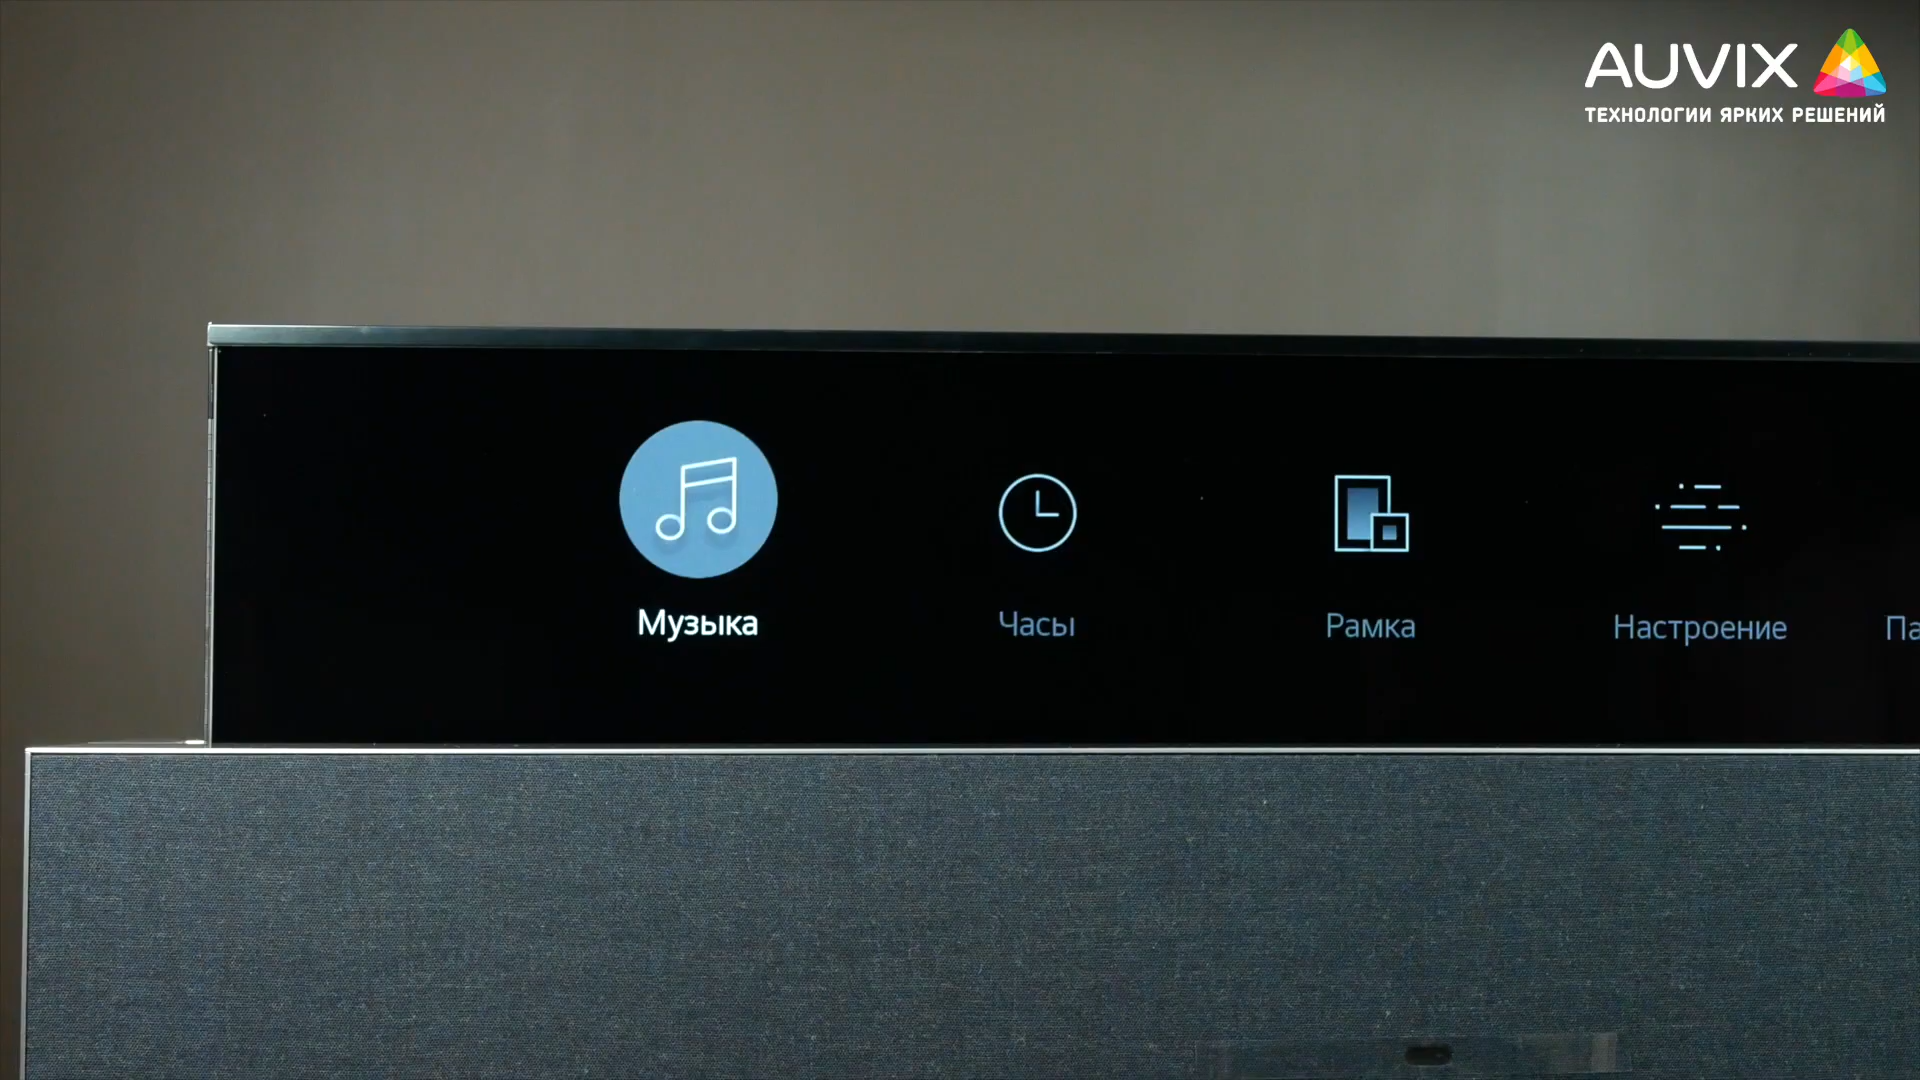 AUVIX
ТЕХНОЛОГИИ ЯРКИХ РЕШЕНИЙ
Музыка
Часы
Рамка
Настроение